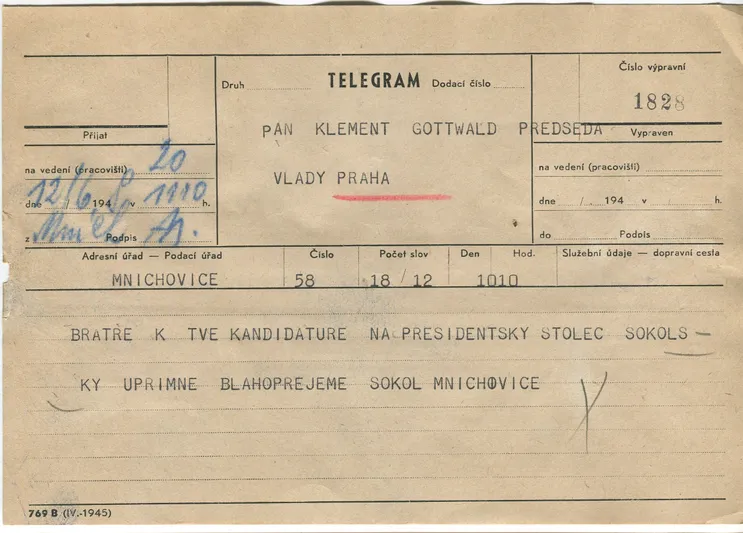 Druh TELEGRAM Dodací číslo
Číslo výpravní
1828
PAN KLEMENT GOTTWALD PREDSEDA
VLADY PRAHA
Přijat
na vedení (pracovišti) 20
dne 12/6 194 v 1110 h.
z Podpis
Vypraven
na vedení (pracovišti)
dne / . 194 v h.
do Podpis
Adresní úřad — Podací úřad Číslo Počet slov Den Hod. Služební údaje — dopravní cesta
MNICHOVICE 58 18/12 1010
BRATŘE K TVE KANDIDATURE NA PRESIDENTSKY STOLEC SOKOLS-
KY UPRIMNE BLAHOPREJEME SOKOL MNICHOVICE
769 B (IV.-1945)